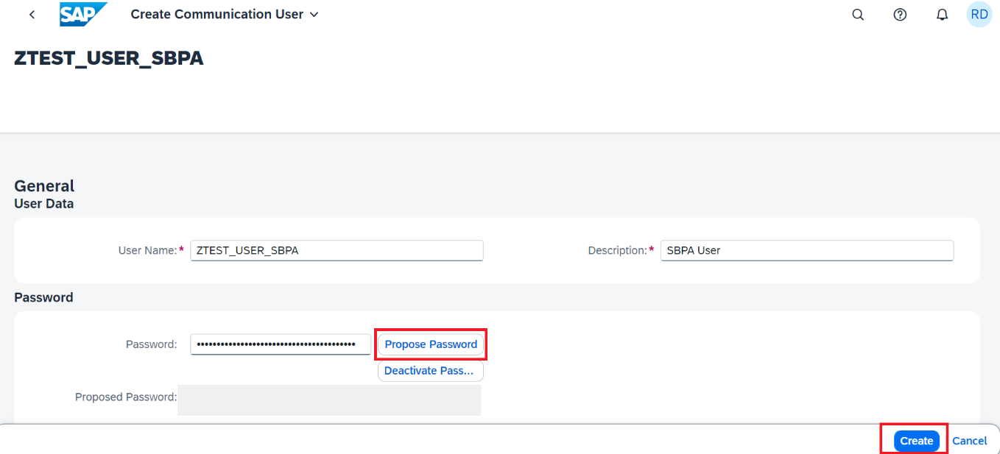 SAP Create Communication User RD
ZTEST_USER_SBPA
General
User Data
User Name:* ZTEST_USER_SBPA Description:* SBPA User
Password
Password: •••••••••••••••••••••••••••••••••••••••• Propose Password
Deactivate Pass...
Proposed Password:
Create Cancel